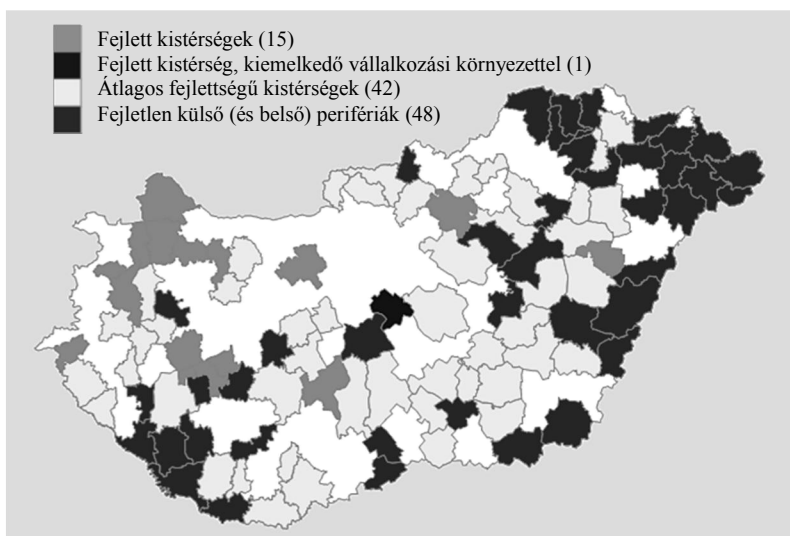 Fejlett kistérségek (15)
Fejlett kistérség, kiemelkedő vállalkozási környezettel (1)
Átlagos fejlettségű kistérségek (42)
Fejletlen külső (és belső) perifériák (48)